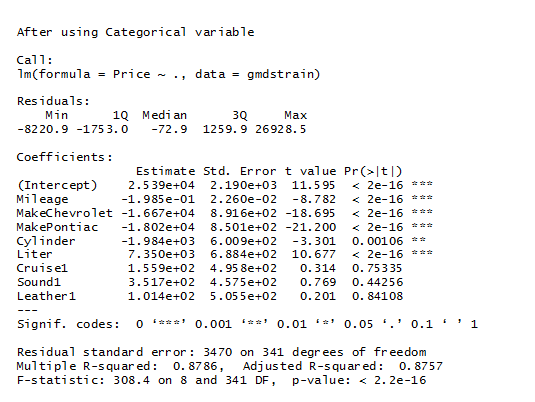 After using Categorical variable
Call:
lm(formula = Price ~ ., data = gmdstrain)
Residuals:
Min 1Q Median 3Q Max
-8220.9 -1753.0 -72.9 1259.9 26928.5
Coefficients:
Estimate Std. Error t value Pr(>|t|)
(Intercept) 2.539e+04 2.190e+03 11.595 < 2e-16 ***
Mileage -1.985e-01 2.260e-02 -8.782 < 2e-16 ***
MakeChevrolet -1.667e+04 8.916e+02 -18.695 < 2e-16 ***
MakePontiac -1.802e+04 8.501e+02 -21.200 < 2e-16 ***
Cylinder -1.984e+03 6.009e+02 -3.301 0.00106 **
Liter 7.350e+03 6.884e+02 10.677 < 2e-16 ***
Cruise1 1.559e+02 4.958e+02 0.314 0.75335
Sound1 3.517e+02 4.575e+02 0.769 0.44256
Leather1 1.014e+02 5.055e+02 0.201 0.84108
---
Signif. codes: 0 ‘***’ 0.001 ‘**’ 0.01 ‘*’ 0.05 ‘.’ 0.1 ‘ ’ 1
Residual standard error: 3470 on 341 degrees of freedom
Multiple R-squared: 0.8786, Adjusted R-squared: 0.8757
F-statistic: 308.4 on 8 and 341 DF, p-value: < 2.2e-16